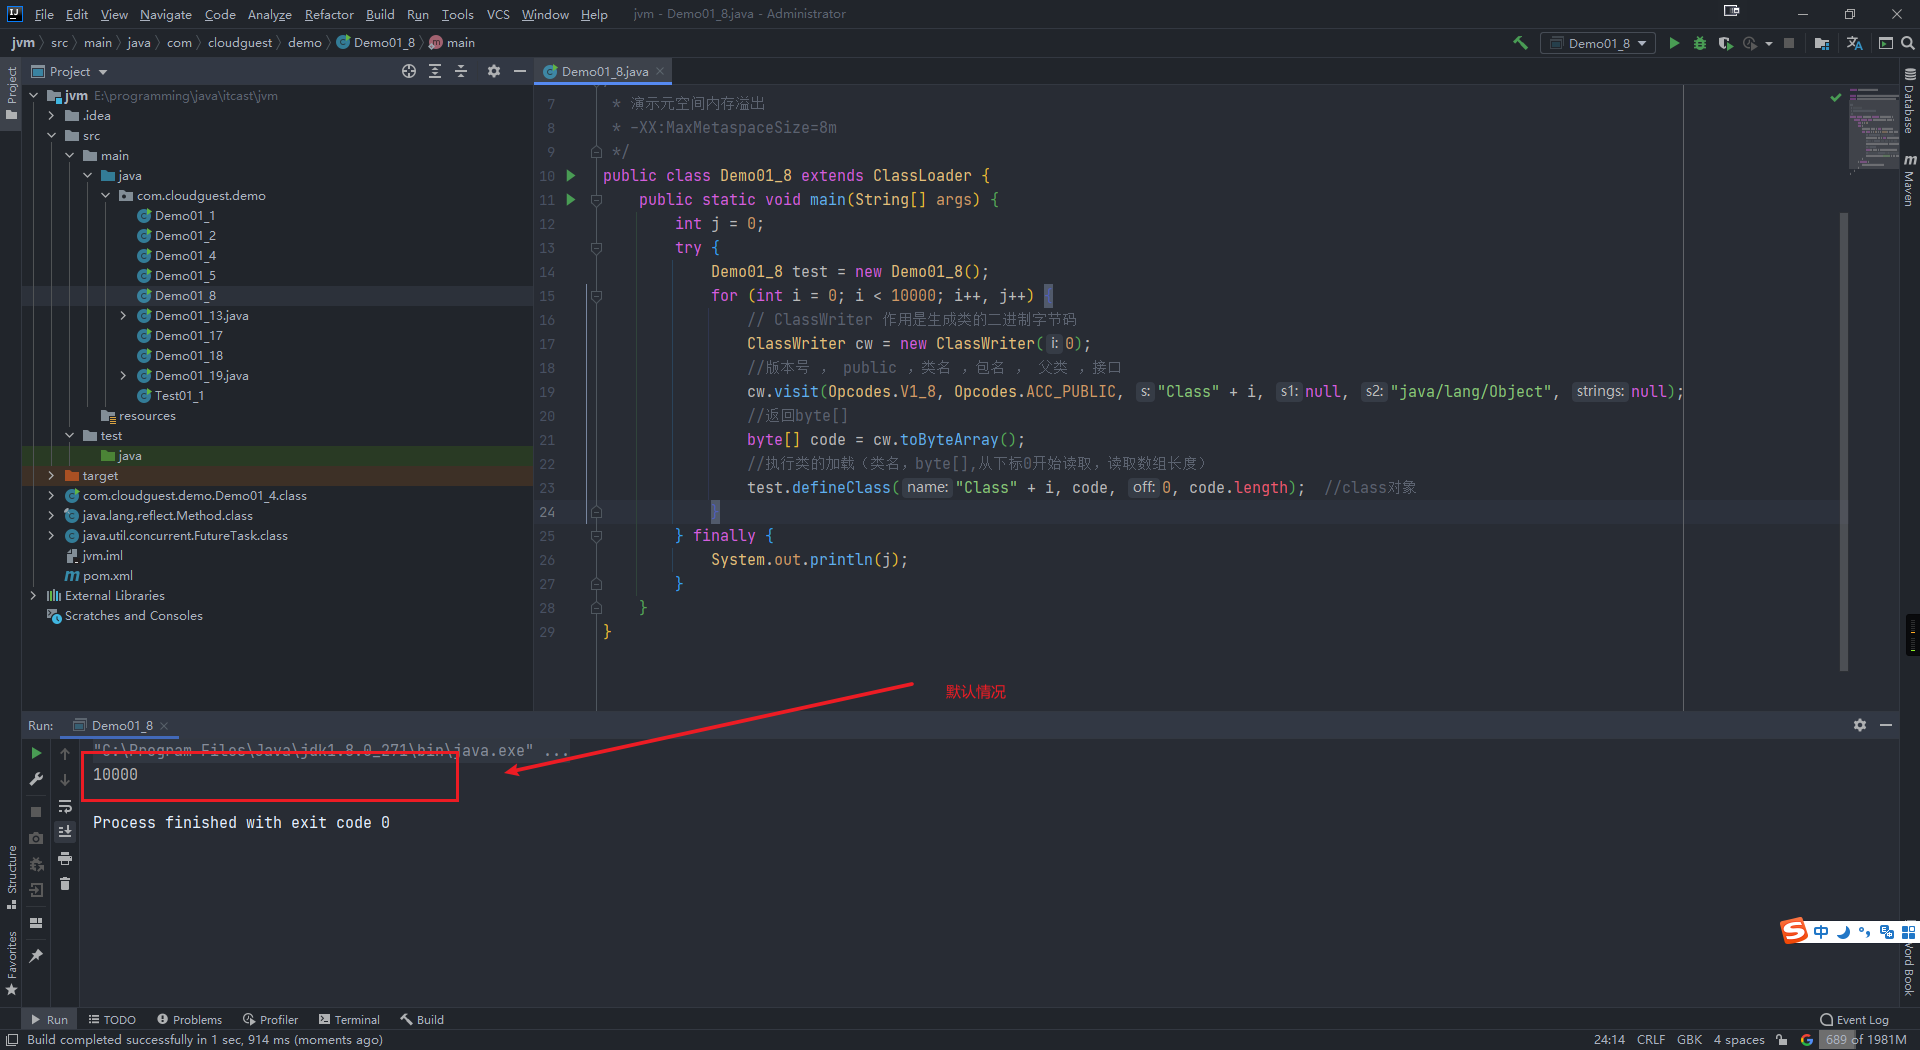 File Edit View Navigate Code Analyze Refactor Build Run Tools VCS Window Help jvm - Demo01_8.java - Administrator
jvm src main java com cloudguest demo Demo01_8 main
Demo01_8
Project
Project
Demo01_8.java
jvm E:\programming\java\itcast\jvm
.idea
src
main
java
com.cloudguest.demo
Demo01_1
Demo01_2
Demo01_4
Demo01_5
Demo01_8
Demo01_13.java
Demo01_17
Demo01_18
Demo01_19.java
Test01_1
resources
test
java
target
com.cloudguest.demo.Demo01_4.class
java.lang.reflect.Method.class
java.util.concurrent.FutureTask.class
jvm.iml
pom.xml
External Libraries
Scratches and Consoles
7 * 演示元空间内存溢出
8 * -XX:MaxMetaspaceSize=8m
9 */
10 public class Demo01_8 extends ClassLoader {
11 public static void main(String[] args) {
12 int j = 0;
13 try {
14 Demo01_8 test = new Demo01_8();
15 for (int i = 0; i < 10000; i++, j++) {
16 // ClassWriter 作用是生成类的二进制字节码
17 ClassWriter cw = new ClassWriter( i: 0);
18 //版本号 , public ,类名 ,包名 , 父类 ,接口
19 cw.visit(Opcodes.V1_8, Opcodes.ACC_PUBLIC, s: "Class" + i, s1: null, s2: "java/lang/Object", strings: null);
20 //返回byte[]
21 byte[] code = cw.toByteArray();
22 //执行类的加载（类名，byte[],从下标0开始读取，读取数组长度）
23 test.defineClass( name: "Class" + i, code, off: 0, code.length); //class对象
24 }
25 } finally {
26 System.out.println(j);
27 }
28 }
29 }
Database
Maven
Word Book
默认情况
Run: Demo01_8
"C:\Program Files\Java\jdk1.8.0_271\bin\java.exe" ...
10000
Process finished with exit code 0
Structure
Favorites
中
Run TODO Problems Profiler Terminal Build Event Log
Build completed successfully in 1 sec, 914 ms (moments ago) 24:14 CRLF GBK 4 spaces 689 of 1981M